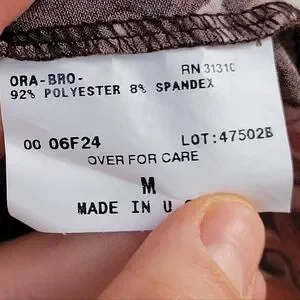 ORA-BRO- RN 31310
92% POLYESTER 8% SPANDEX
00 06F24 LOT: 47502B
OVER FOR CARE
M
MADE IN U